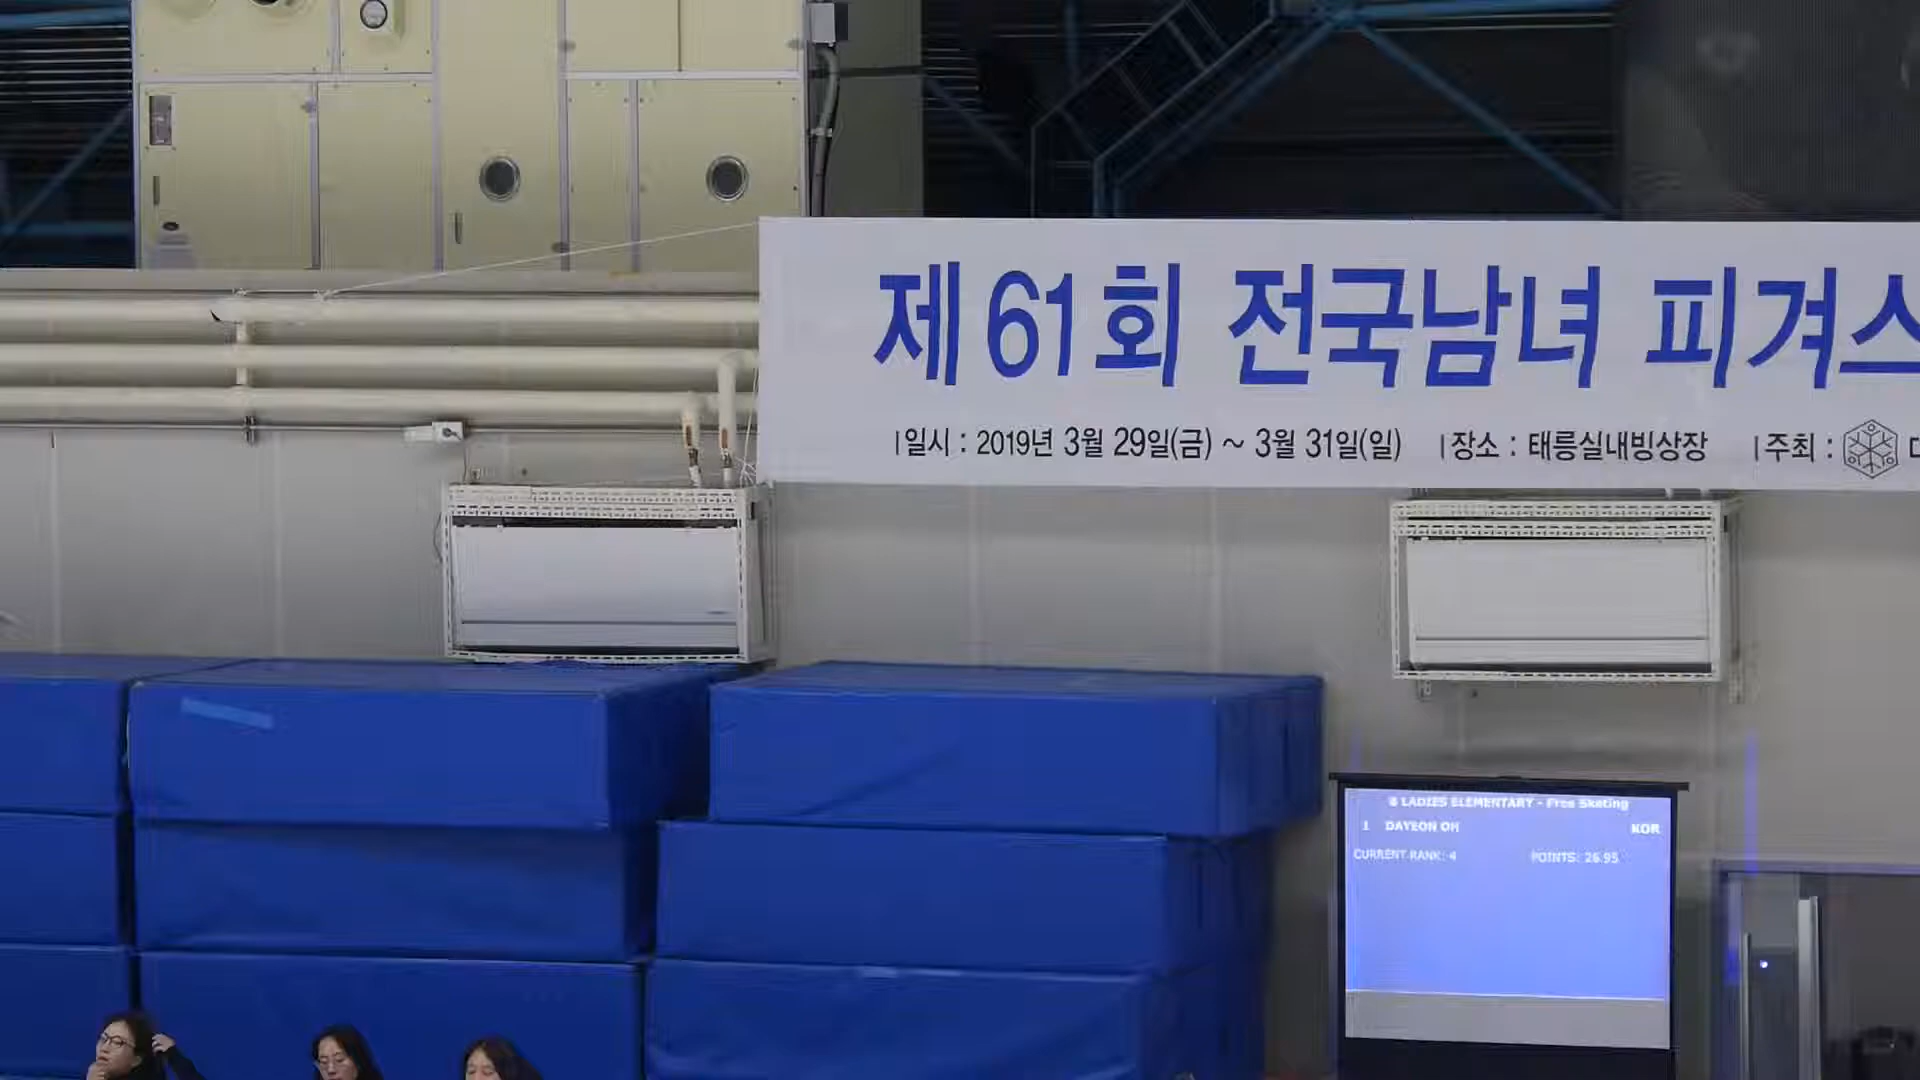 제61회 전국남녀 피겨스
|일시 : 2019년 3월 29일(금) ~ 3월 31일(일) |장소 : 태릉실내빙상장 |주최 :
8 LADIES ELEMENTARY - Free Skating
1 DAYEON OH KOR
CURRENT RANK: 4 POINTS: 26.95